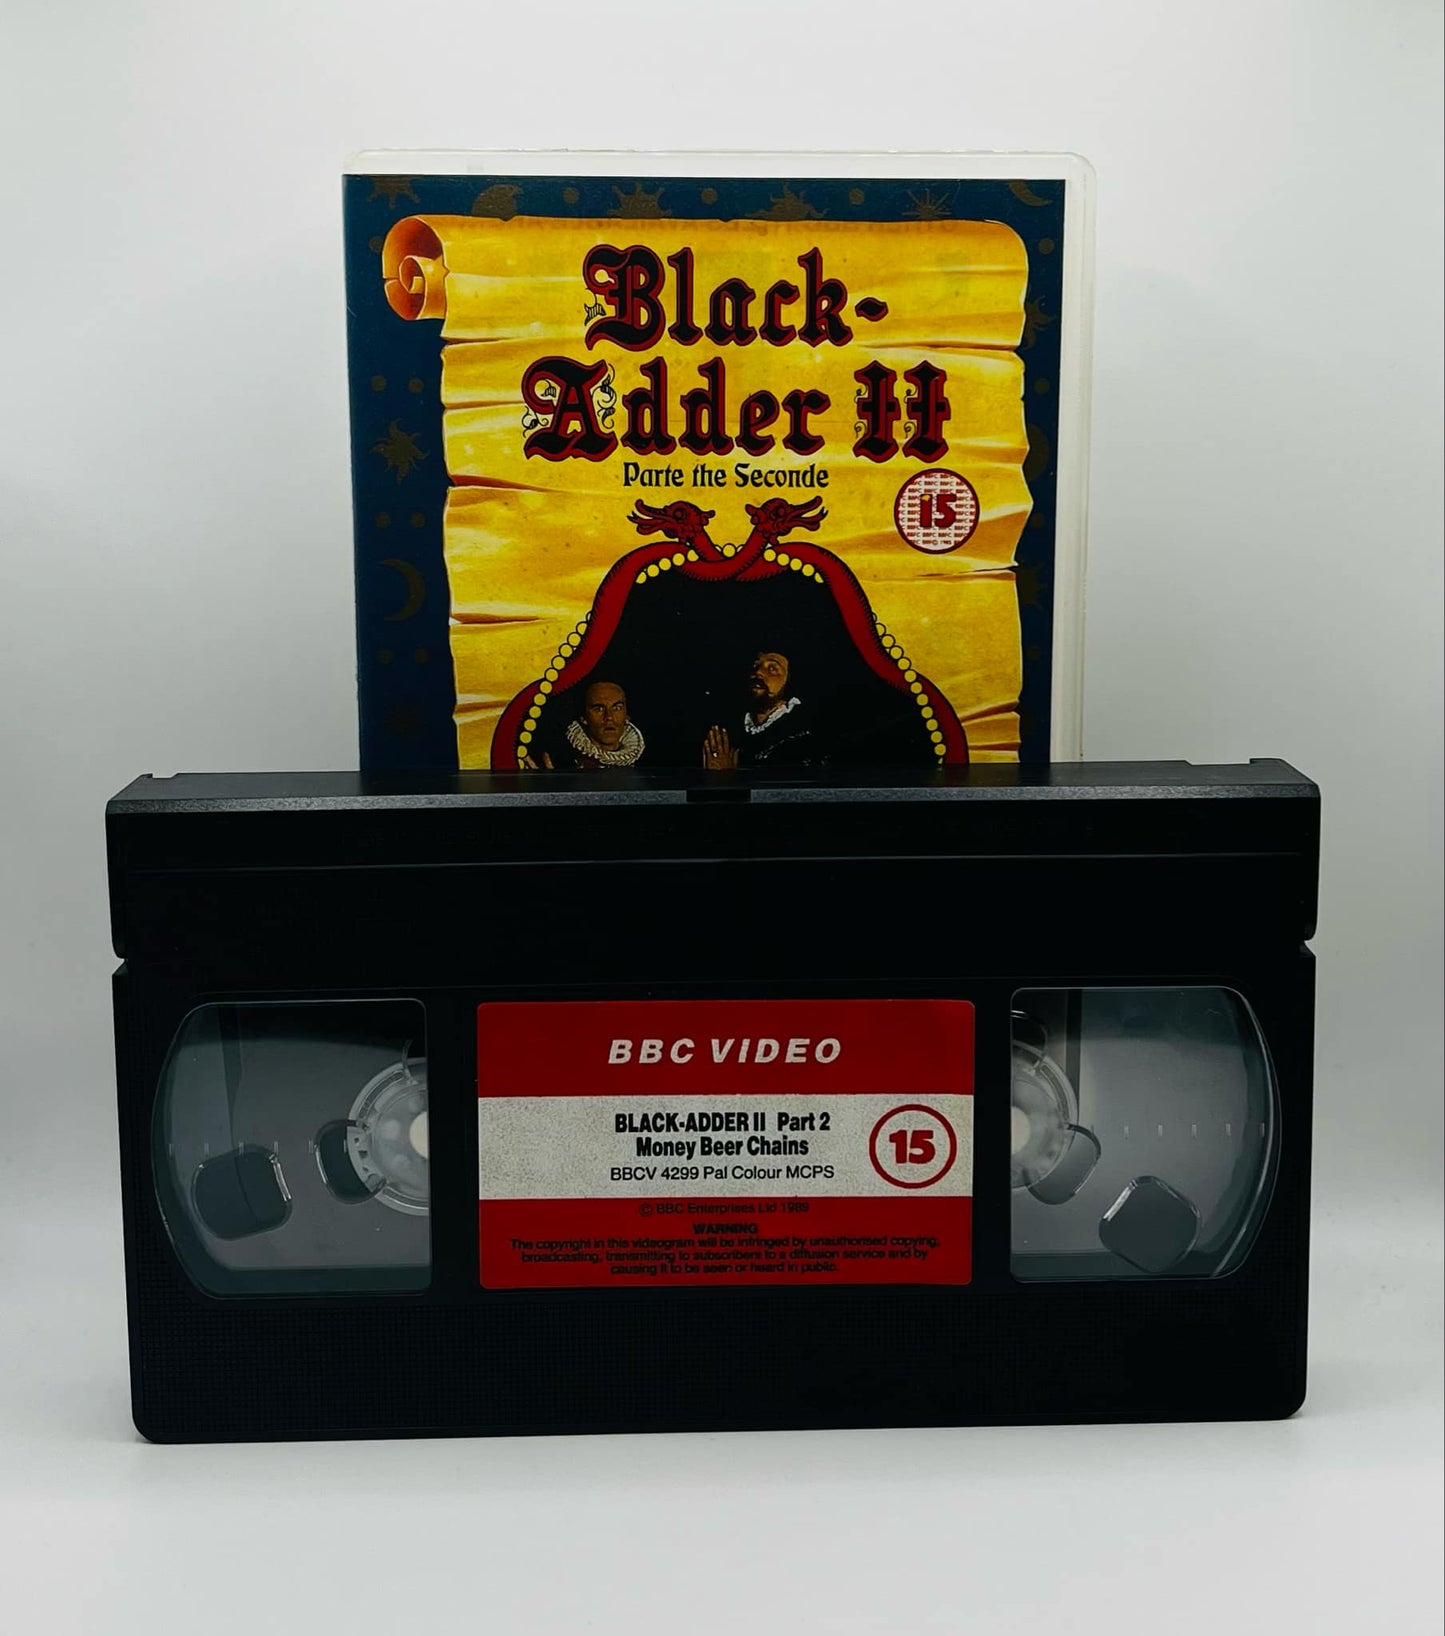 Black-
Adder II
Parte the Seconde
15
BBC VIDEO
BLACK-ADDER II Part 2
Money Beer Chains
15
BBCV 4299 Pal Colour MCPS
© BBC Enterprises Ltd 1989
WARNING
The copyright in this videogram will be infringed by unauthorised copying,
broadcasting, transmitting to subscribers to a diffusion service and by
causing it to be seen or heard in public.